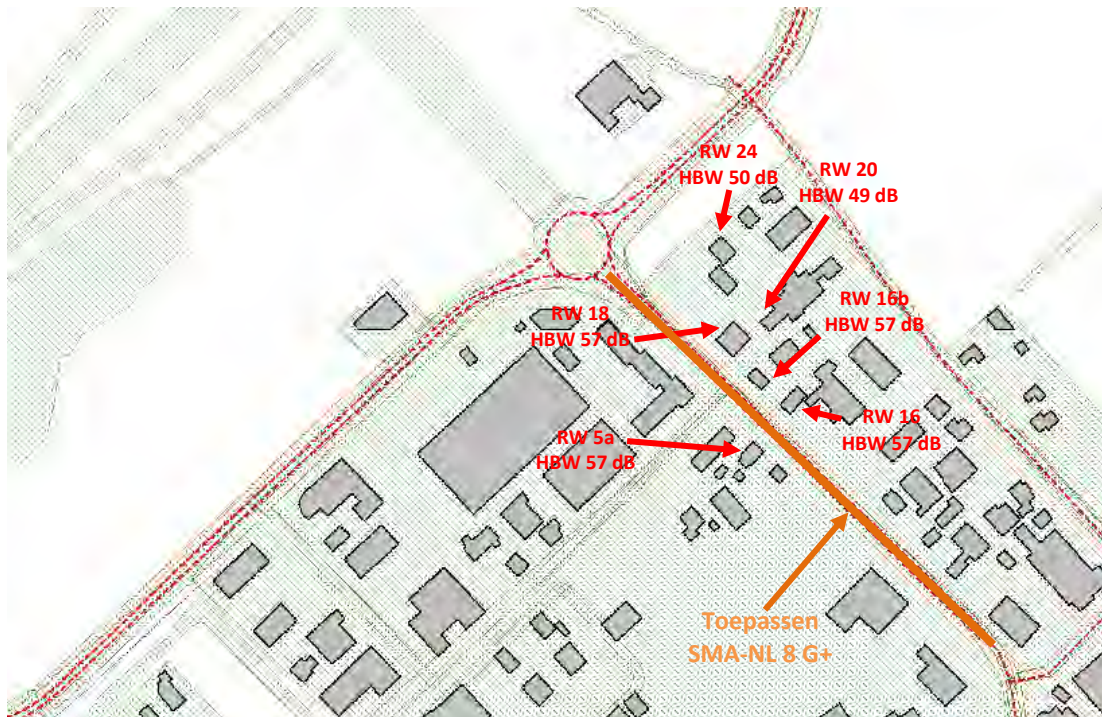 RW 24
HBW 50 dB
RW 20
HBW 49 dB
RW 18
HBW 57 dB
RW 16b
HBW 57 dB
RW 16
HBW 57 dB
RW 5a
HBW 57 dB
Toepassen
SMA-NL 8 G+